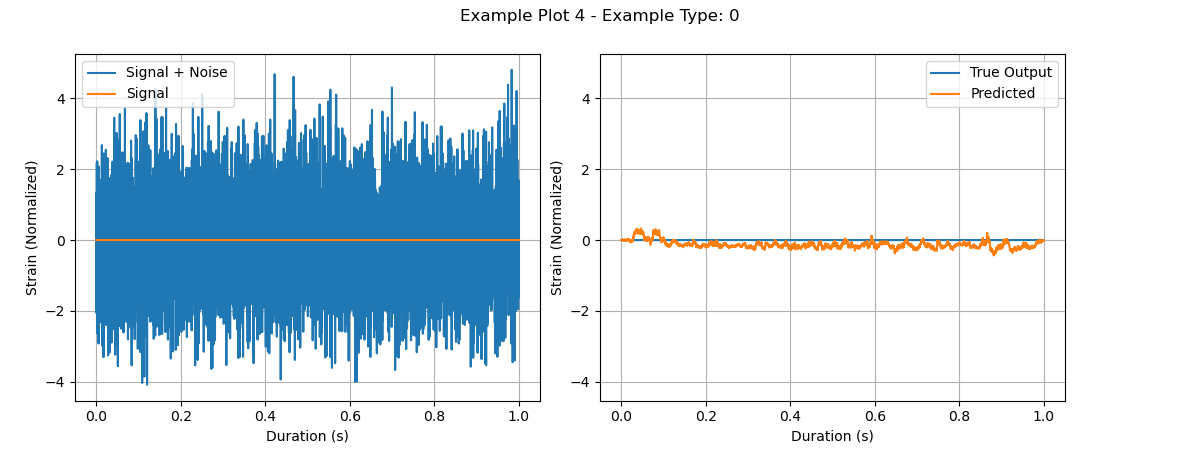 Example Plot 4 - Example Type: 0
Signal + Noise
Signal
4
2
0
−2
−4
Strain (Normalized)
0.0 0.2 0.4 0.6 0.8 1.0
Duration (s)
True Output
Predicted
4
2
0
−2
−4
Strain (Normalized)
0.0 0.2 0.4 0.6 0.8 1.0
Duration (s)